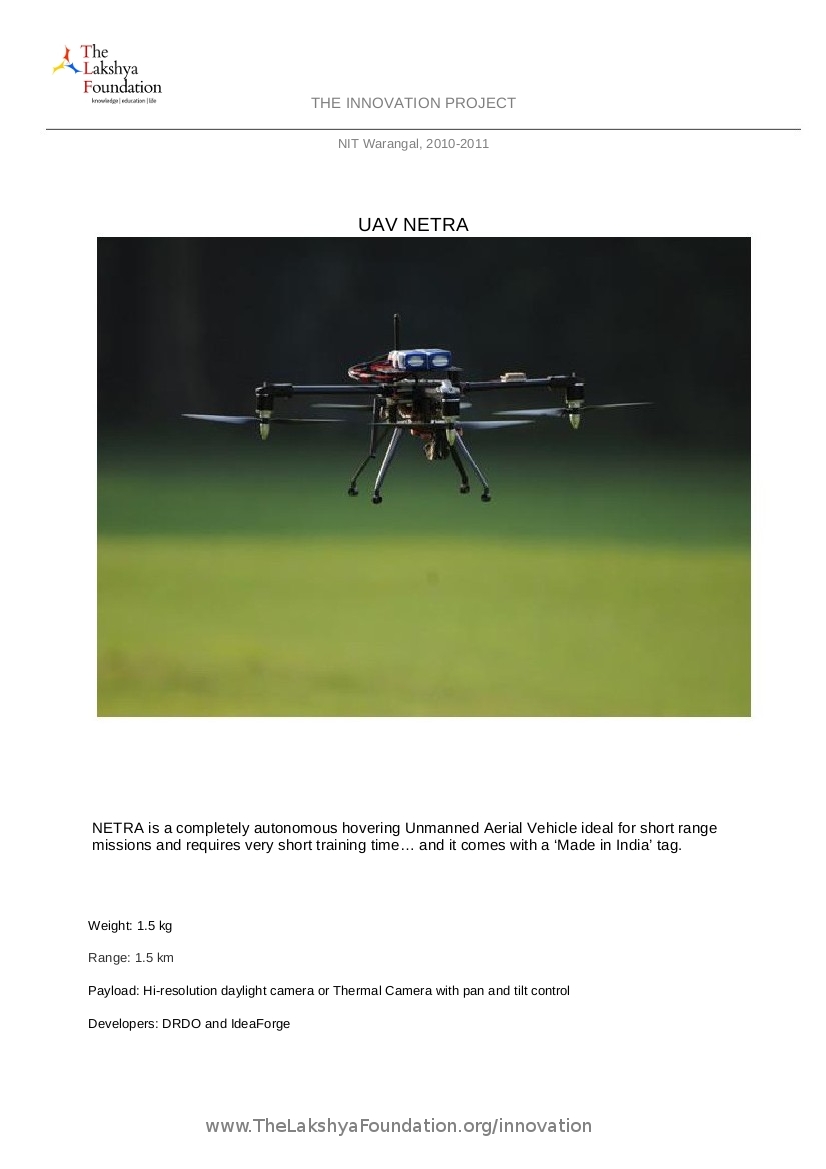 The
Lakshya
Foundation
knowledge|education|life
THE INNOVATION PROJECT
NIT Warangal, 2010-2011
UAV NETRA
NETRA is a completely autonomous hovering Unmanned Aerial Vehicle ideal for short range
missions and requires very short training time… and it comes with a ‘Made in India’ tag.
Weight: 1.5 kg
Range: 1.5 km
Payload: Hi-resolution daylight camera or Thermal Camera with pan and tilt control
Developers: DRDO and IdeaForge
www.TheLakshyaFoundation.org/innovation